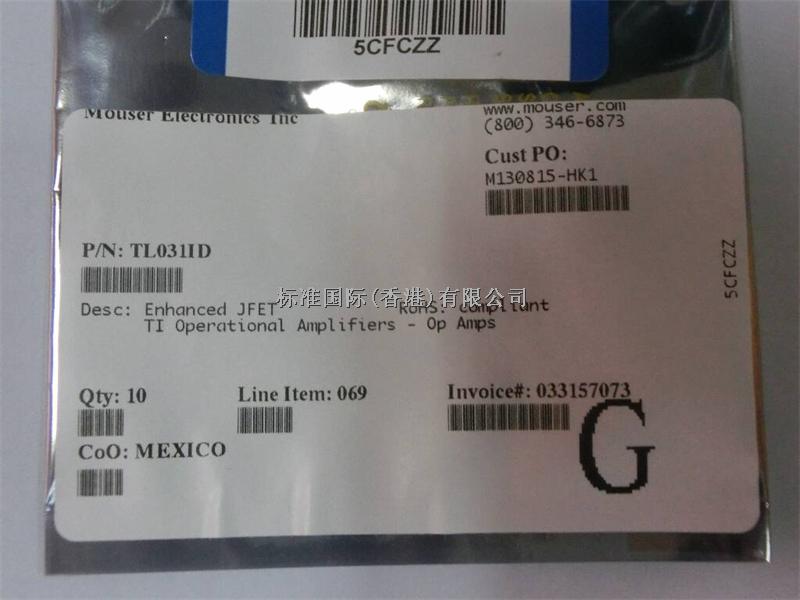 5CFCZZ
Mouser Electronics Inc
www.mouser.com
(800) 346-6873
Cust PO:
M130815-HK1
P/N: TL031ID
5CFCZZ
标准国际(香港)有限公司
Desc: Enhanced JFET RoHS: Compliant
TI Operational Amplifiers - Op Amps
Qty: 10 Line Item: 069 Invoice#: 033157073
CoO: MEXICO
G